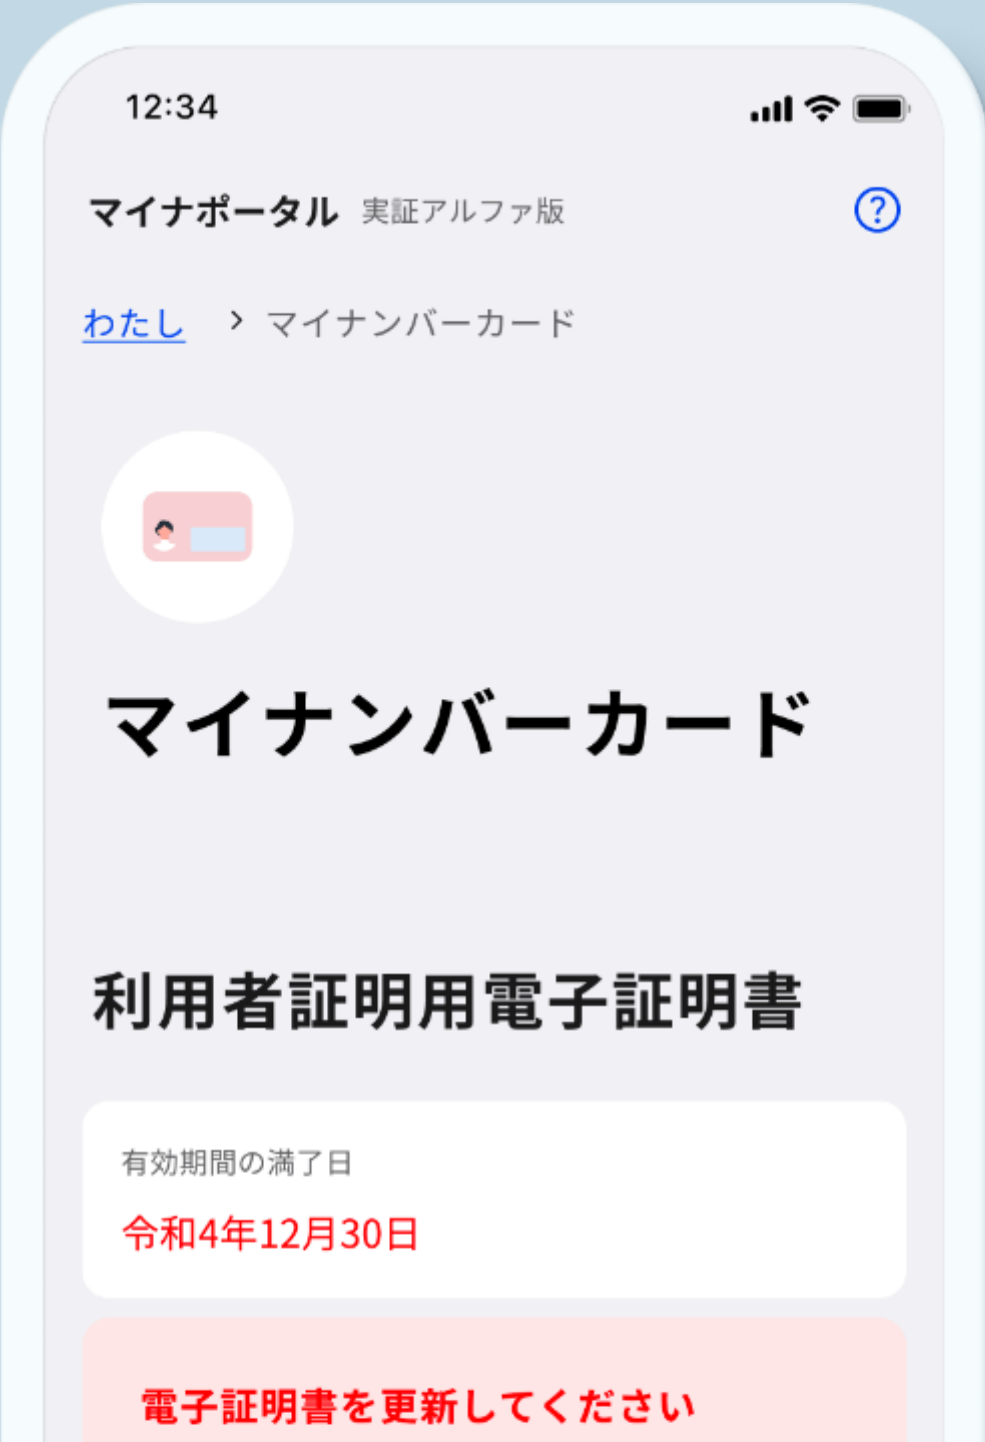 12:34
マイナポータル 実証アルファ版
わたし > マイナンバーカード
マイナンバーカード
利用者証明用電子証明書
有効期間の満了日
令和4年12月30日
電子証明書を更新してください